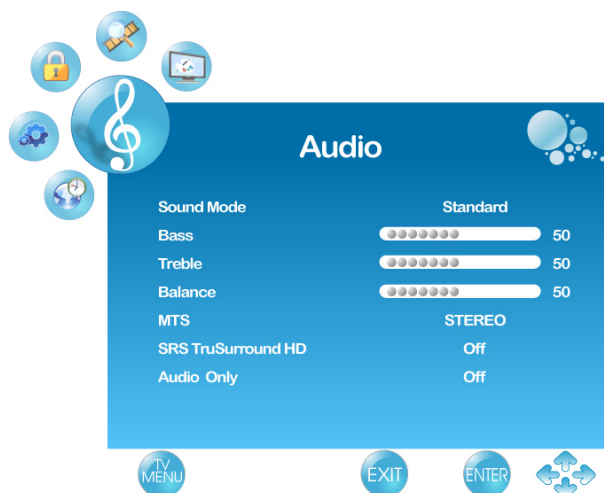 Audio
Sound Mode Standard
Bass 50
Treble 50
Balance 50
MTS STEREO
SRS TruSurround HD Off
Audio Only Off
TV
MENU EXIT ENTER